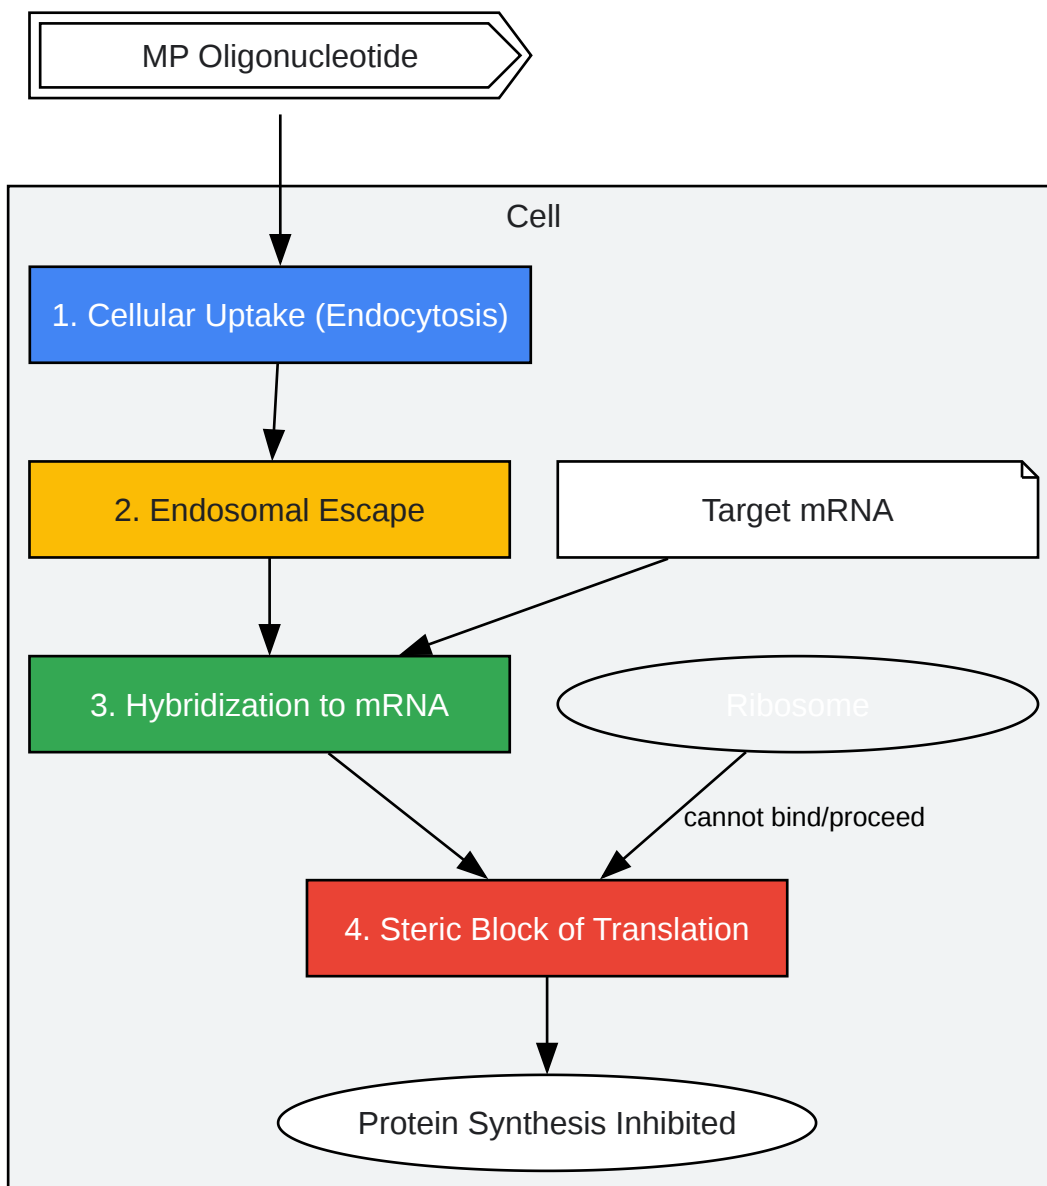 MP Oligonucleotide
Cell
1. Cellular Uptake (Endocytosis)
2. Endosomal Escape
Target mRNA
3. Hybridization to mRNA
Ribosome
cannot bind/proceed
4. Steric Block of Translation
Protein Synthesis Inhibited